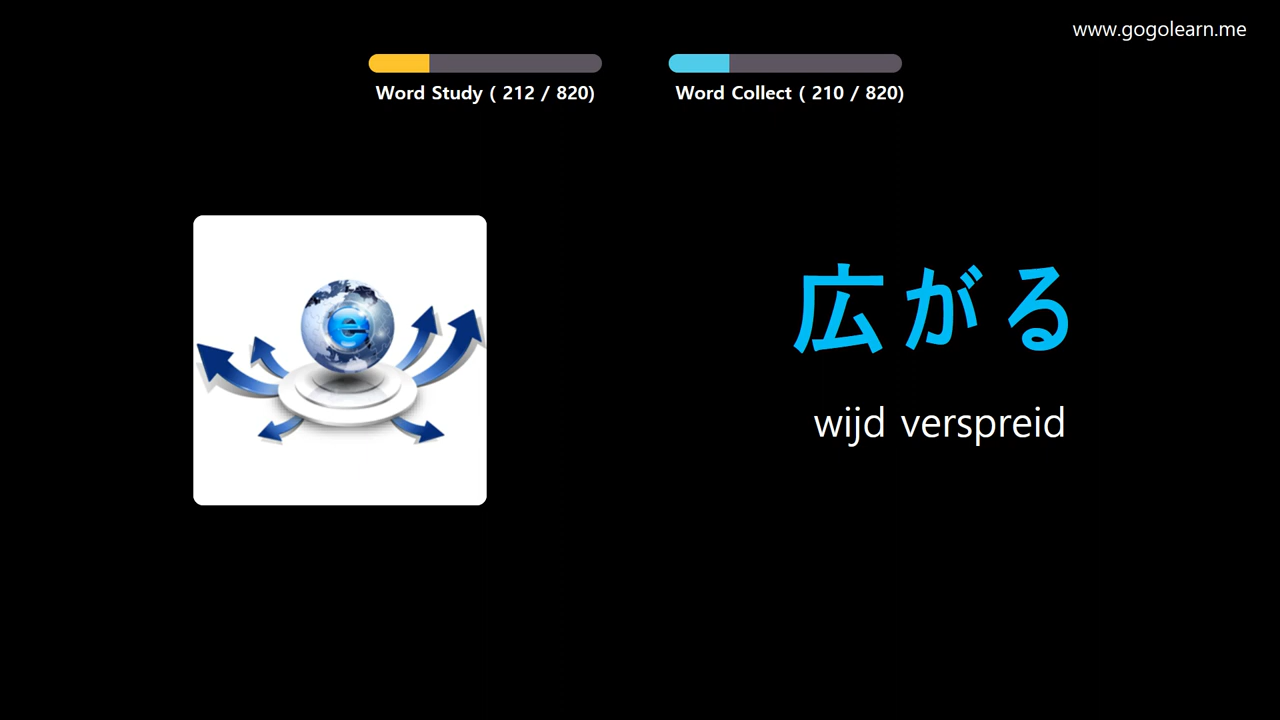 www.gogolearn.me
Word Study ( 212 / 820)
Word Collect ( 210 / 820)
e
広がる
wijd verspreid